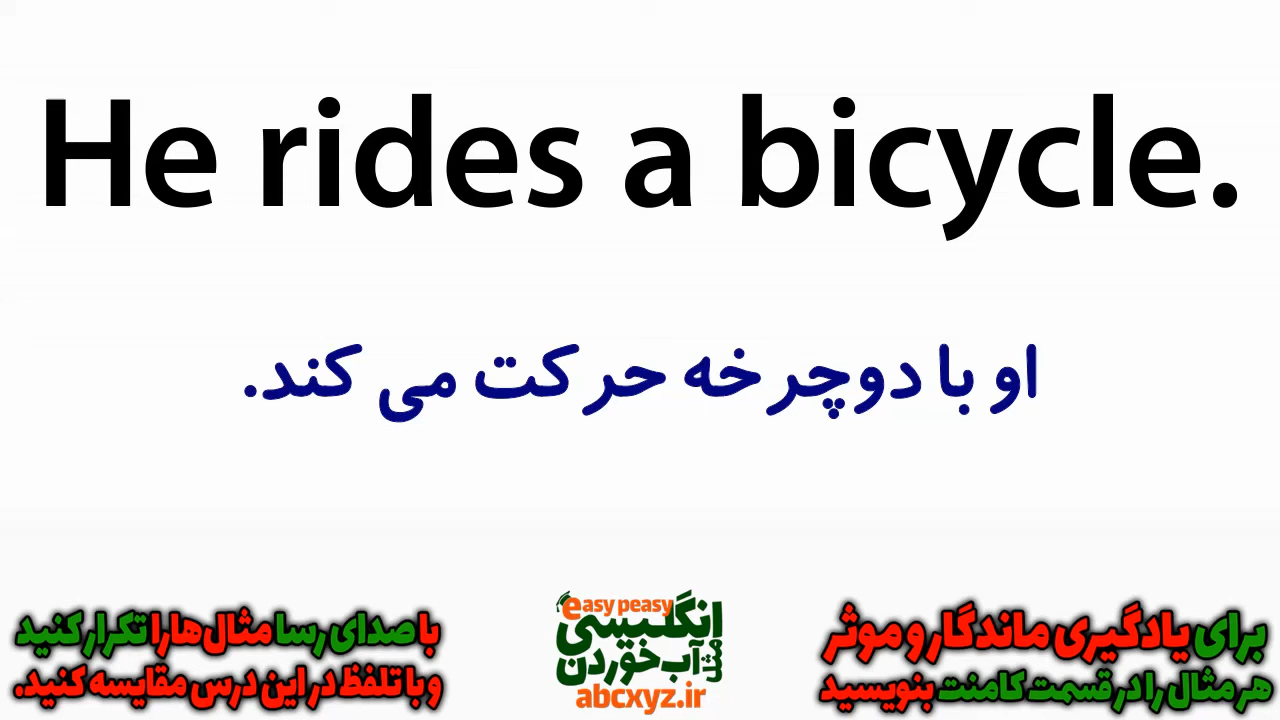 He rides a bicycle.
او با دوچرخه حرکت می کند.
برای یادگیری ماندگار و موثر
هر مثال را در قسمت کامنت بنویسید
easy peasy
انگلیسی
مثل آب خوردن
abcxyz.ir
با صدای رسا مثال ها را تکرار کنید
و با تلفظ در این درس مقایسه کنید.